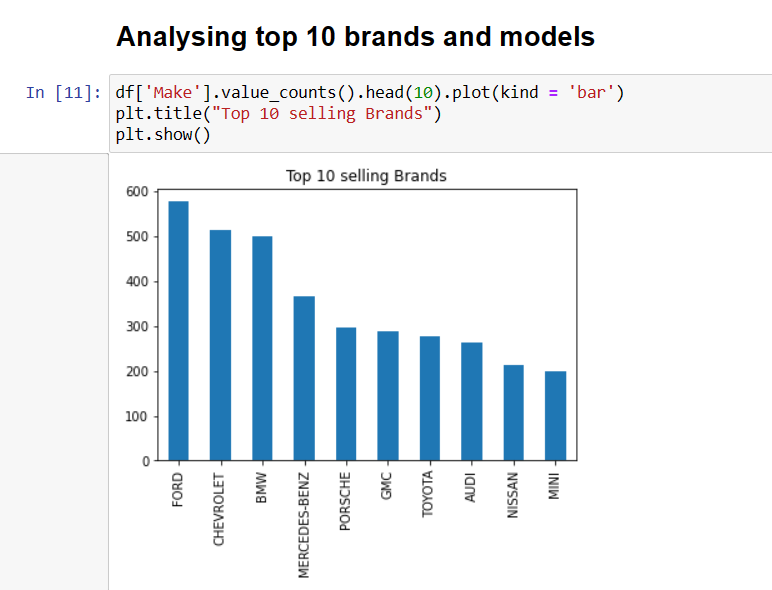 Analysing top 10 brands and models
In [11]: df['Make'].value_counts().head(10).plot(kind = 'bar')
plt.title("Top 10 selling Brands")
plt.show()
Top 10 selling Brands
600
500
400
300
200
100
0
FORD
CHEVROLET
BMW
MERCEDES-BENZ
PORSCHE
GMC
TOYOTA
AUDI
NISSAN
MINI